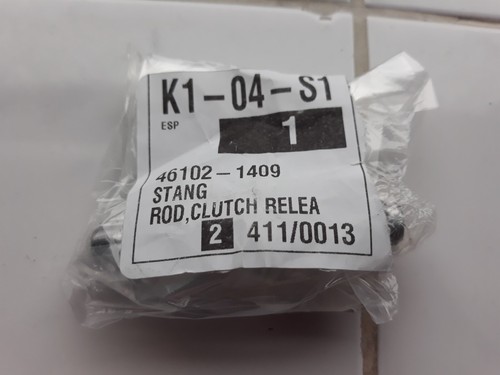 K1-04-S1
ESP
1
46102-1409
STANG
ROD,CLUTCH RELEA
2 411/0013